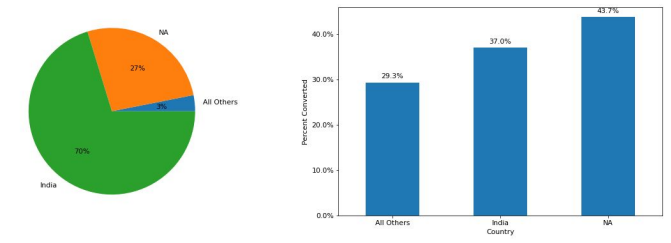 NA
27%
All Others
3%
70%
India
43.7%
40.0%
37.0%
30.0%
29.3%
20.0%
10.0%
0.0%
Percent Converted
All Others
India
NA
Country